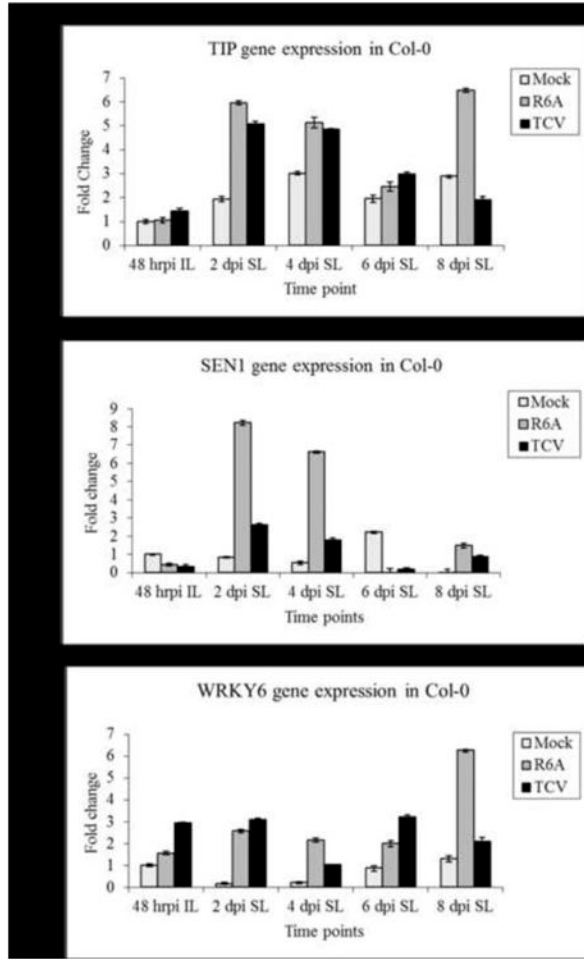 TIP gene expression in Col-0
7
6
5
4
3
2
1
0
Fold Change
48 hrpi IL 2 dpi SL 4 dpi SL 6 dpi SL 8 dpi SL
Time point
Mock
R6A
TCV
SEN1 gene expression in Col-0
9
8
7
6
5
4
3
2
1
0
Fold change
48 hrpi IL 2 dpi SL 4 dpi SL 6 dpi SL 8 dpi SL
Time points
Mock
R6A
TCV
WRKY6 gene expression in Col-0
7
6
5
4
3
2
1
0
Fold change
48 hrpi IL 2 dpi SL 4 dpi SL 6 dpi SL 8 dpi SL
Time points
Mock
R6A
TCV